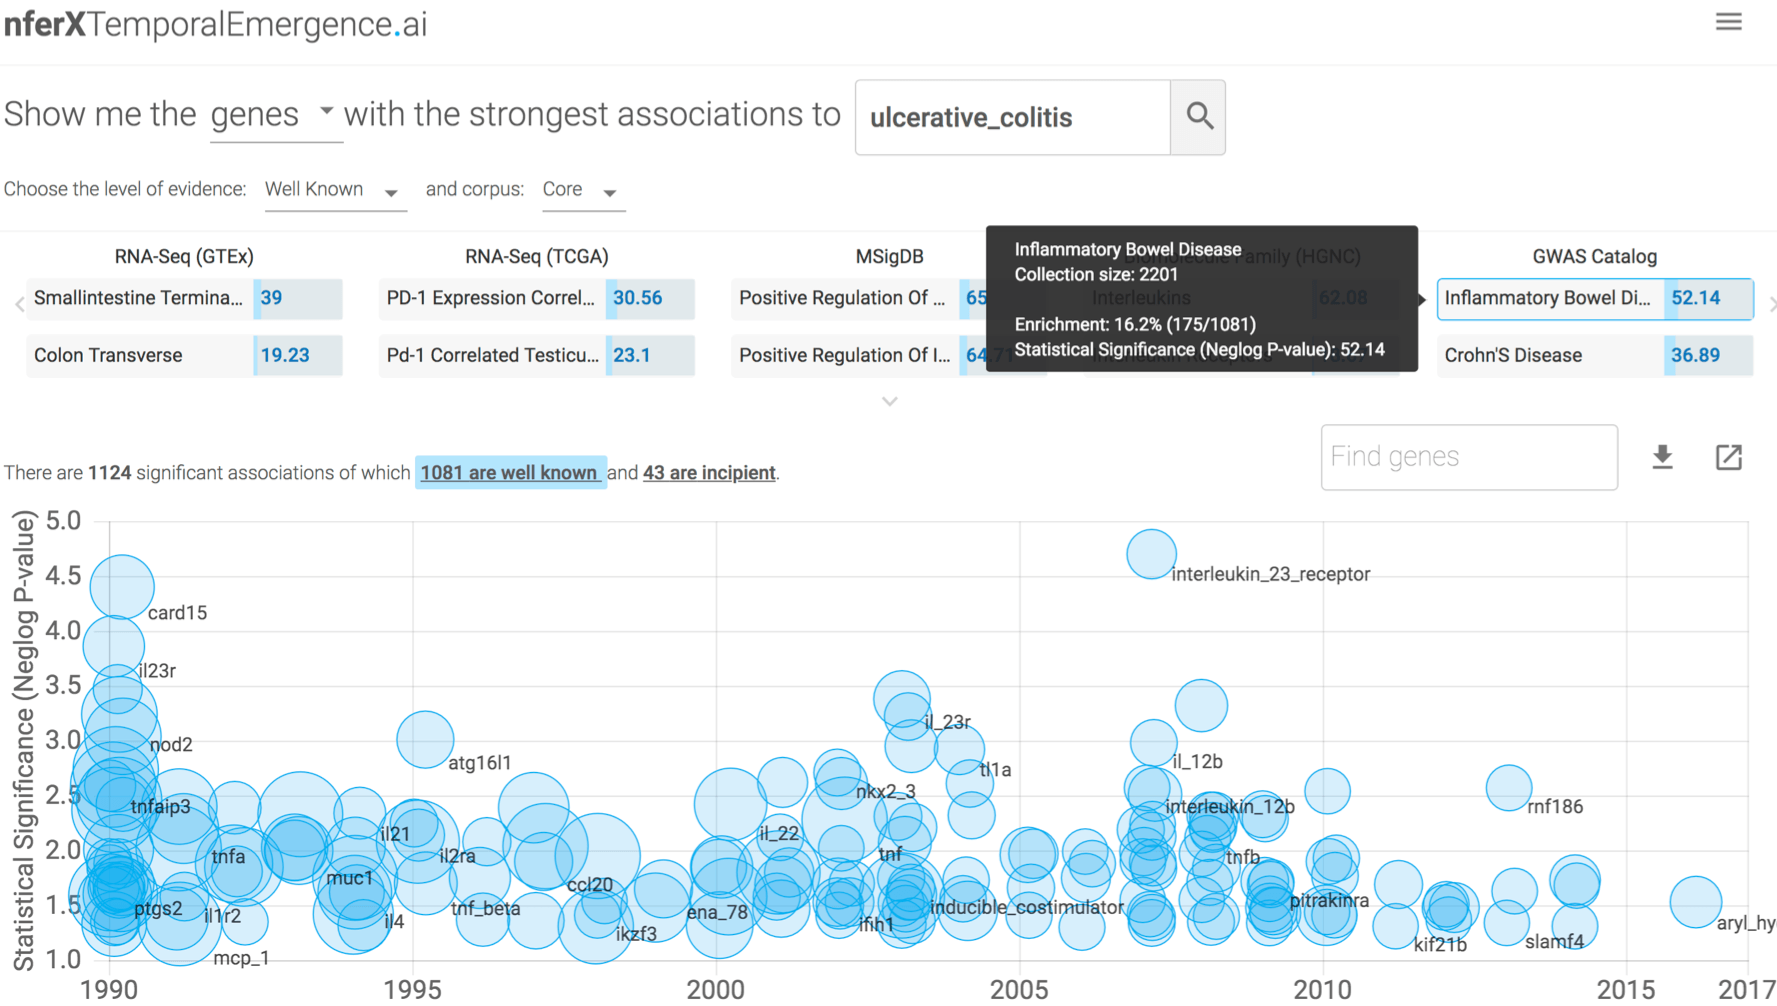 nferXTemporalEmergence.ai
Show me the genes with the strongest associations to ulcerative_colitis
Choose the level of evidence: Well Known and corpus: Core
RNA-Seq (GTEx)
Smallintestine Termina... 39
Colon Transverse 19.23
RNA-Seq (TCGA)
PD-1 Expression Correl... 30.56
Pd-1 Correlated Testicu... 23.1
MSigDB
Positive Regulation Of ... 65
Positive Regulation Of I... 64.71
Family (HGNC)
Interleukins 62.08
Inflammatory Bowel Disease
Collection size: 2201
Enrichment: 16.2% (175/1081)
Statistical Significance (Neglog P-value); 52.14
GWAS Catalog
Inflammatory Bowel Di... 52.14
Crohn'S Disease 36.89
Find genes
There are 1124 significant associations of which 1081 are well known and 43 are incipient.
Statistical Significance (Neglog P-value)
5.0
4.5
4.0
3.5
3.0
2.5
2.0
1.5
1.0
interleukin_23_receptor
card15
il23r
il_23r
nod2
atg16l1
il_12b
tl1a
nkx2_3
tnfaip3
interleukin_12b
rnf186
il21
il_22
tnfa
il2ra
tnf
tnfb
muc1
ccl20
pitrakinra
ptgs2
il1r2
tnf_beta
ena_78
inducible_costimulator
il4
ifih1
aryl_hy
ikzf3
kif21b
slamf4
mcp_1
1990
1995
2000
2005
2010
2015
2017